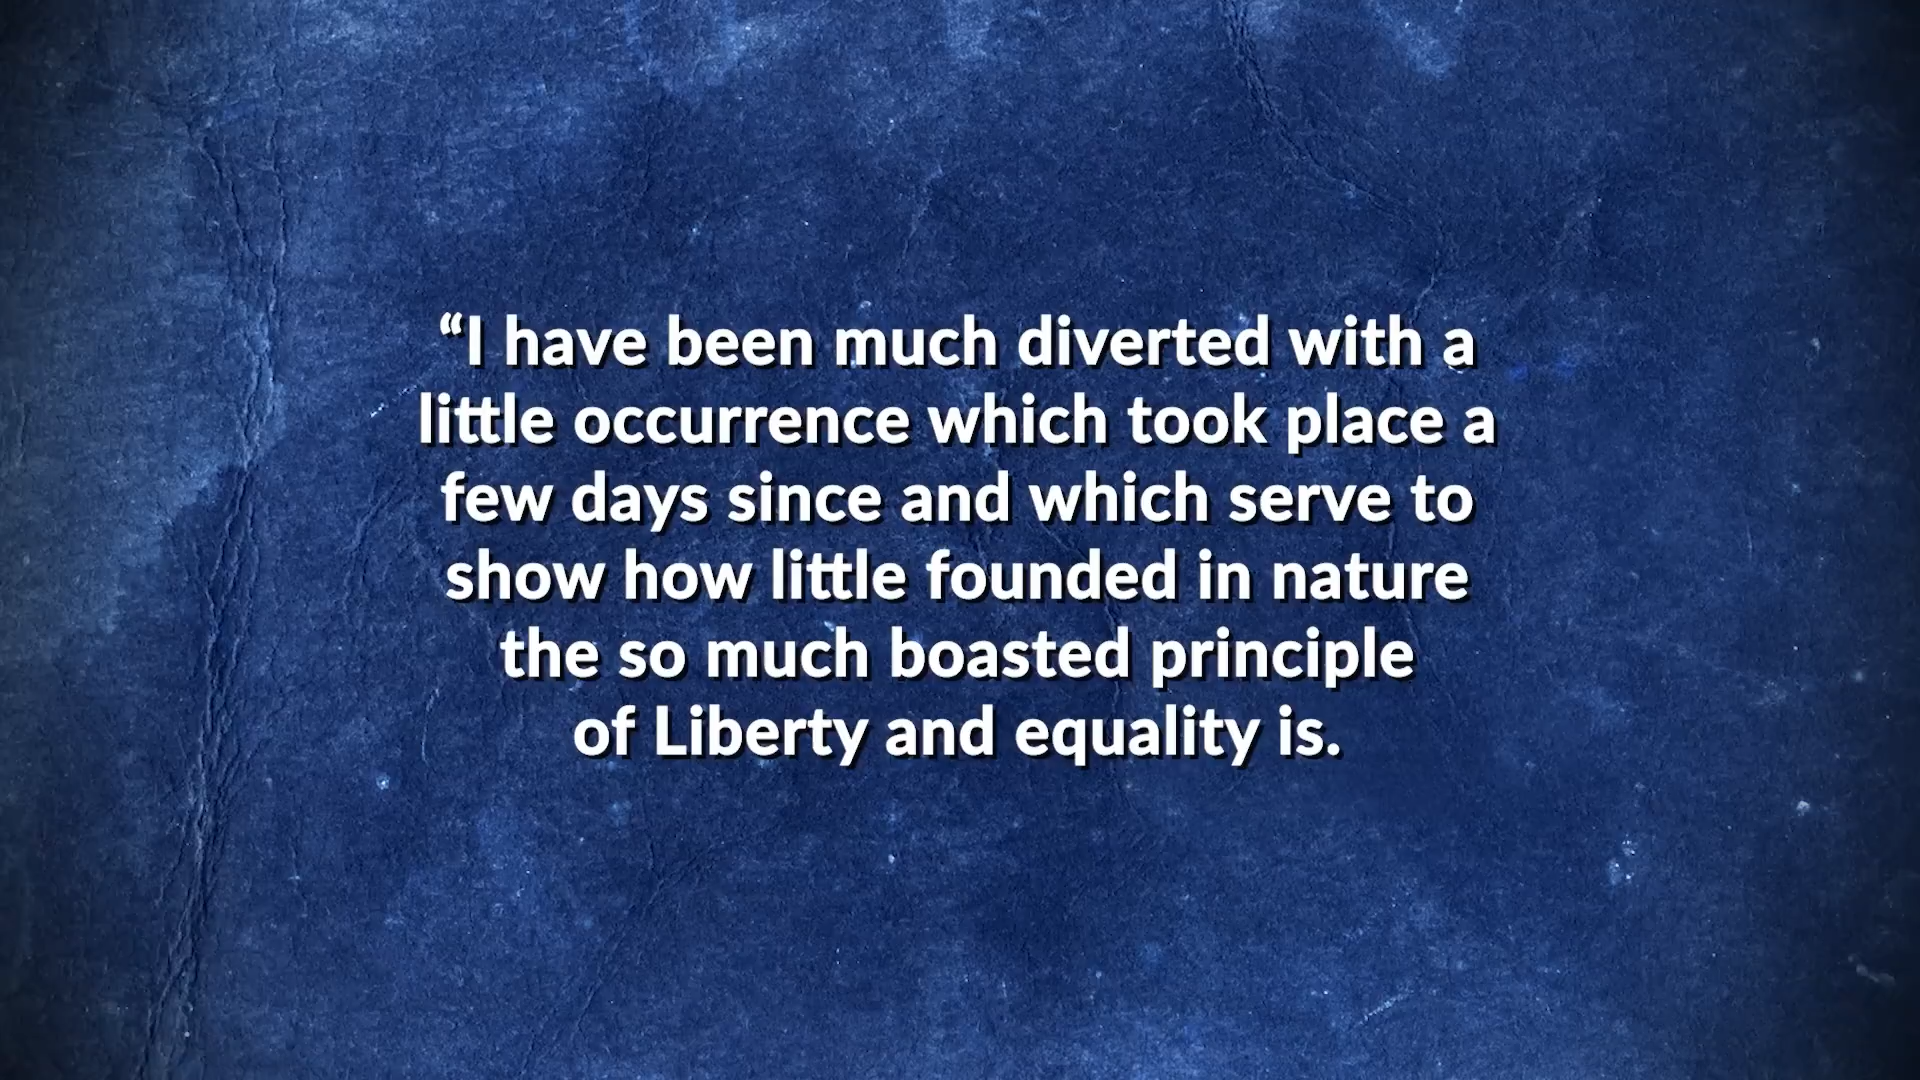 “I have been much diverted with a
little occurrence which took place a
few days since and which serve to
show how little founded in nature
the so much boasted principle
of Liberty and equality is.